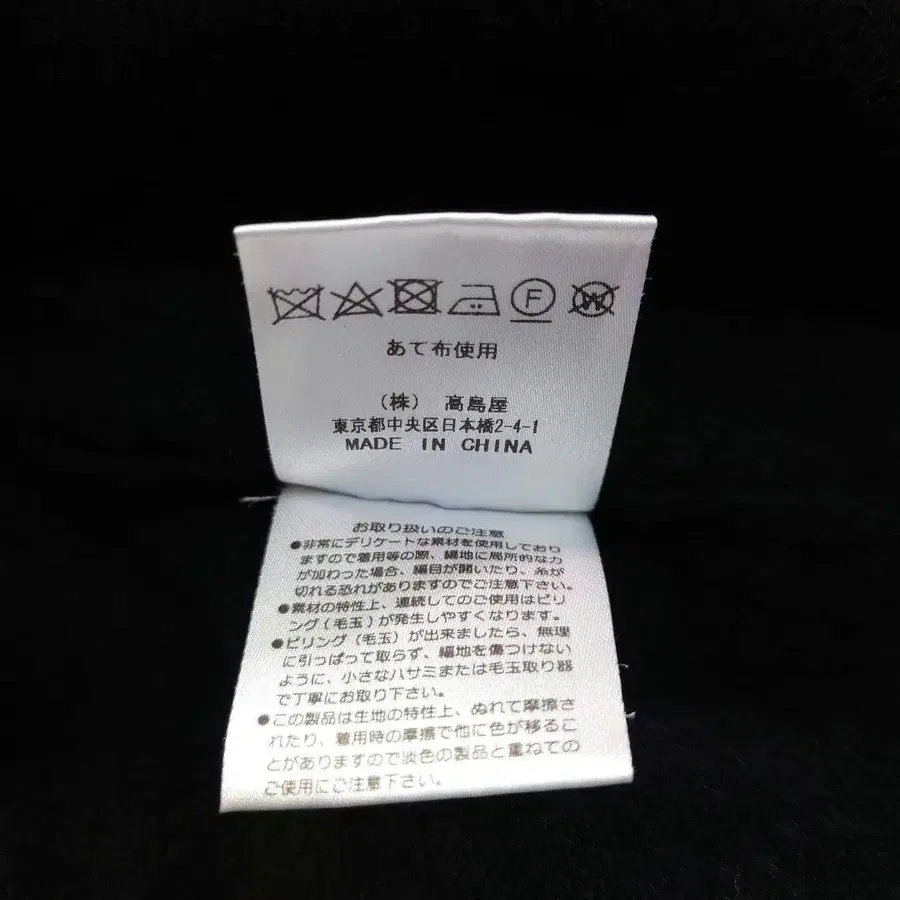 F
W
あて布使用
(株) 高島屋
東京都中央区日本橋2-4-1
MADE IN CHINA
お取り扱いのご注意
●非常にデリケートな素材を使用しており
ますので着用等の際、編地に局所的な力
が加わった場合、編目が開いたり、糸が
切れる恐れがありますのでご注意下さい。
●素材の特性上、連続してのご使用はピリ
ング(毛玉)が発生しやすくなります。
●ピリング(毛玉)が出来ましたら、無理
に引っぱって取らず、編地を傷つけない
ように、小さなハサミまたは毛玉取り器
で丁寧にお取り下さい。
●この製品は生地の特性上、ぬれて摩擦さ
れたり、着用時の摩擦で他に色が移るこ
とがありますので淡色の製品と重ねての
ご使用にご注意下さい。